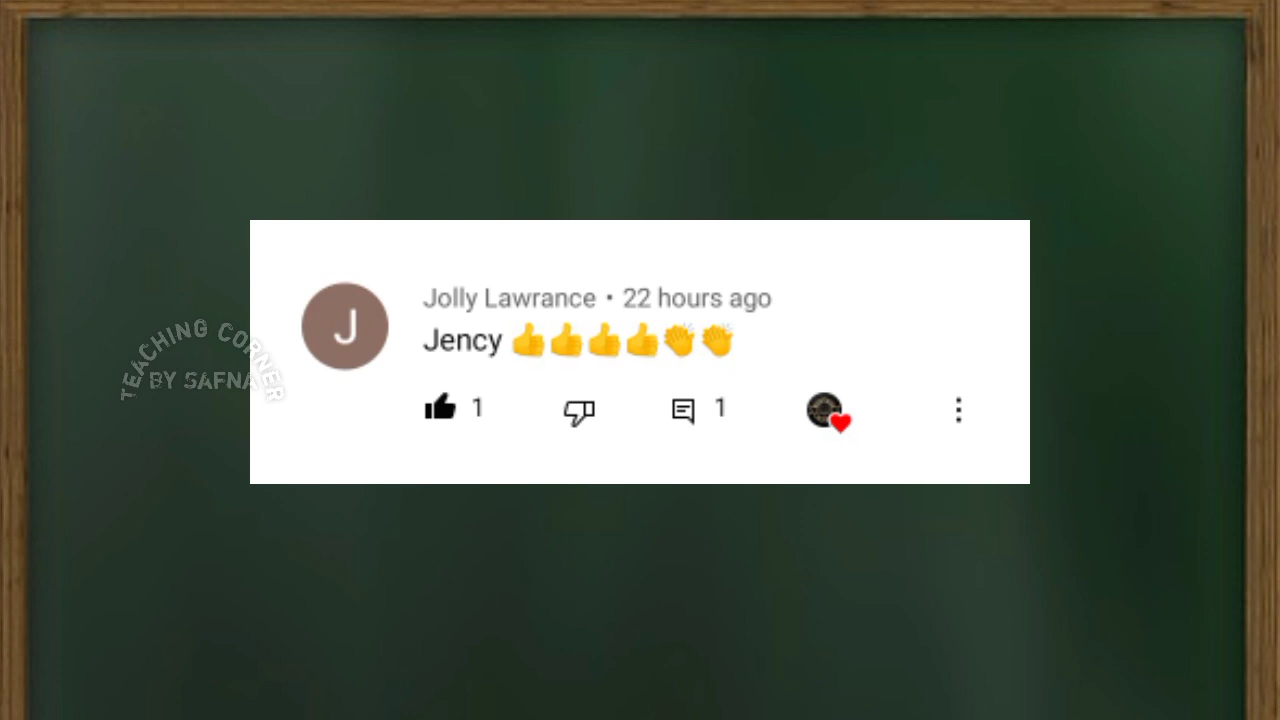 Jolly Lawrance • 22 hours ago
Jency 👍👍👍👍👏👏
1 1
J
TEACHING CORNER
BY SAFNA